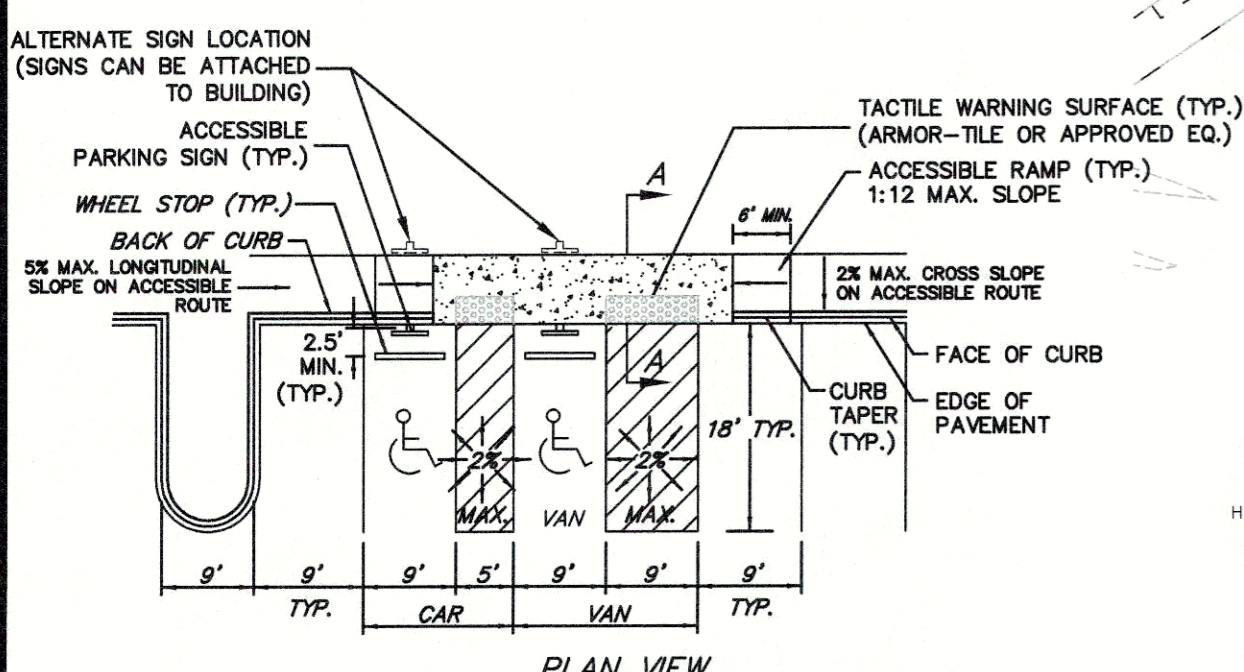 ALTERNATE SIGN LOCATION
(SIGNS CAN BE ATTACHED
TO BUILDING)
ACCESSIBLE
PARKING SIGN (TYP.)
WHEEL STOP (TYP.)
BACK OF CURB
5% MAX. LONGITUDINAL
SLOPE ON ACCESSIBLE
ROUTE
2.5'
MIN.
(TYP.)
TACTILE WARNING SURFACE (TYP.)
(ARMOR-TILE OR APPROVED EQ.)
ACCESSIBLE RAMP (TYP.)
1:12 MAX. SLOPE
A
6' MIN.
2% MAX. CROSS SLOPE
ON ACCESSIBLE ROUTE
A
FACE OF CURB
CURB
TAPER
(TYP.)
EDGE OF
PAVEMENT
18' TYP.
2%
MAX.
VAN
2%
MAX.
H
9'
9'
TYP.
9'
5'
9'
9'
9'
TYP.
CAR
VAN
PLAN VIEW